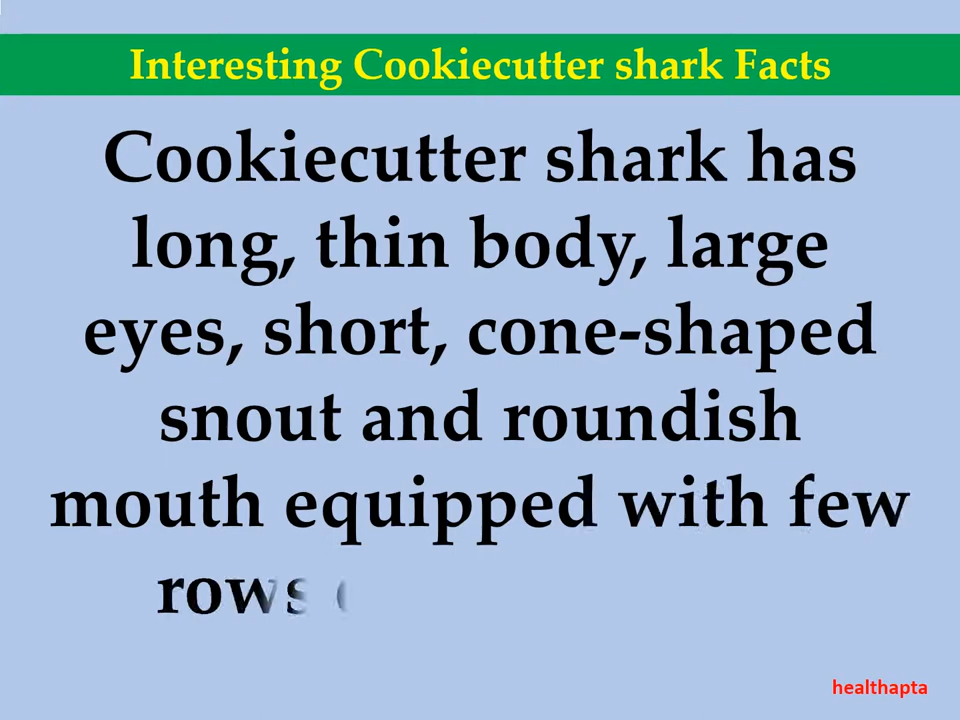 Interesting Cookiecutter shark Facts
Cookiecutter shark has
long, thin body, large
eyes, short, cone-shaped
snout and roundish
mouth equipped with few
rows
healthapta